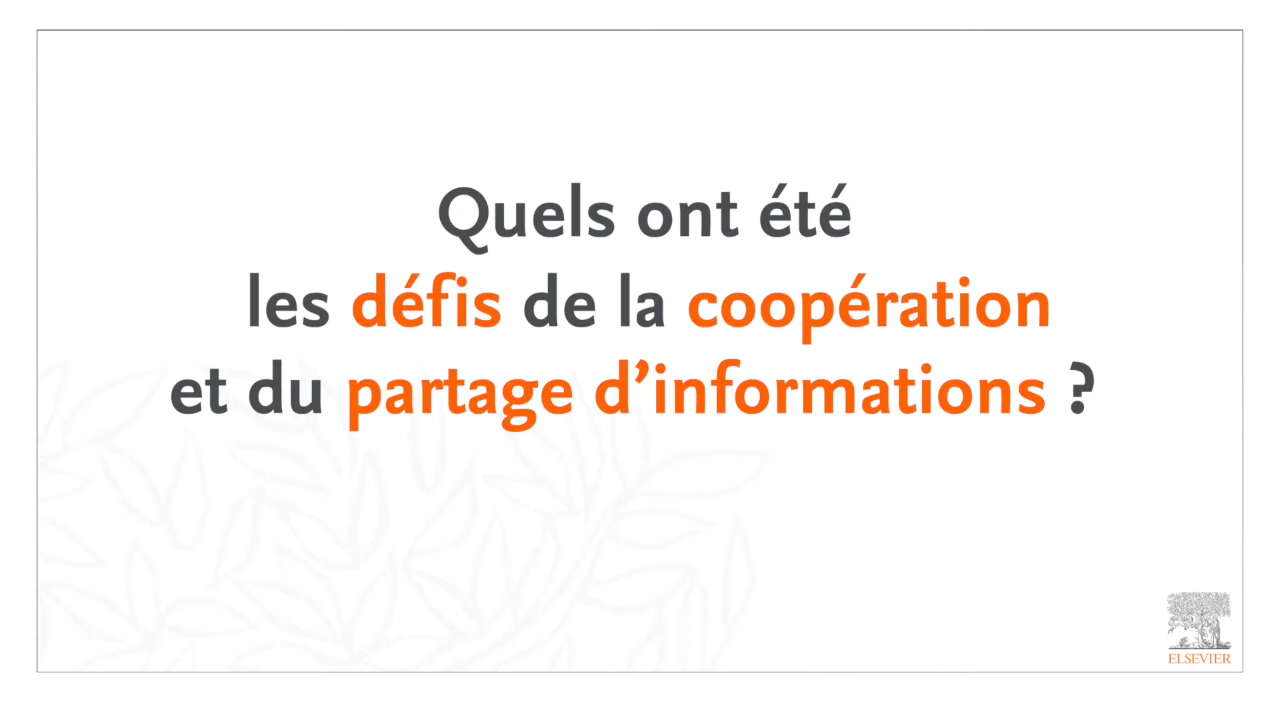 Quels ont été
les défis de la coopération
et du partage d’informations ?
ELSEVIER